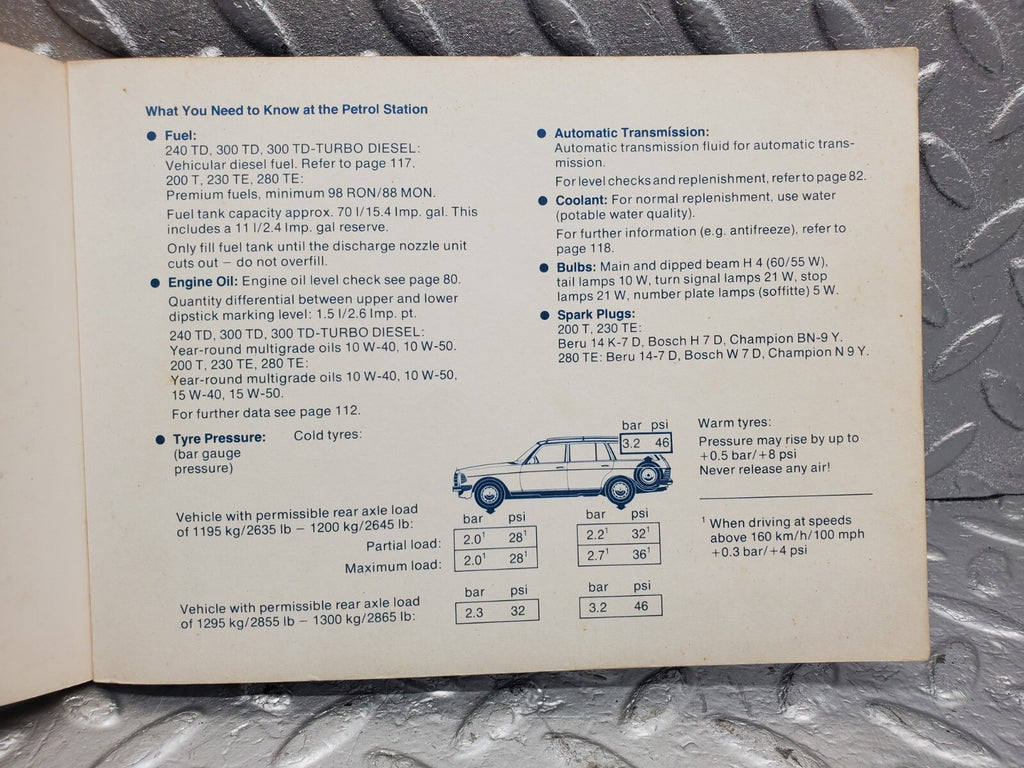 What You Need to Know at the Petrol Station
● Fuel:
240 TD, 300 TD, 300 TD-TURBO DIESEL:
Vehicular diesel fuel. Refer to page 117.
200 T, 230 TE, 280 TE:
Premium fuels, minimum 98 RON/88 MON.
Fuel tank capacity approx. 70 l/15.4 Imp. gal. This
includes a 11 l/2.4 Imp. gal reserve.
Only fill fuel tank until the discharge nozzle unit
cuts out – do not overfill.
● Engine Oil: Engine oil level check see page 80.
Quantity differential between upper and lower
dipstick marking level: 1.5 l/2.6 Imp. pt.
240 TD, 300 TD, 300 TD-TURBO DIESEL:
Year-round multigrade oils 10 W-40, 10 W-50.
200 T, 230 TE, 280 TE:
Year-round multigrade oils 10 W-40, 10 W-50,
15 W-40, 15 W-50.
For further data see page 112.
● Automatic Transmission:
Automatic transmission fluid for automatic trans-
mission.
For level checks and replenishment, refer to page 82.
● Coolant: For normal replenishment, use water
(potable water quality).
For further information (e.g. antifreeze), refer to
page 118.
● Bulbs: Main and dipped beam H 4 (60/55 W),
tail lamps 10 W, turn signal lamps 21 W, stop
lamps 21 W, number plate lamps (soffitte) 5 W.
● Spark Plugs:
200 T, 230 TE:
Beru 14 K-7 D, Bosch H 7 D, Champion BN-9 Y.
280 TE: Beru 14-7 D, Bosch W 7 D, Champion N 9 Y.
● Tyre Pressure: Cold tyres:
(bar gauge
pressure)
bar psi
3.2 46
Vehicle with permissible rear axle load
of 1195 kg/2635 lb – 1200 kg/2645 lb:
bar psi bar psi
Partial load: 2.0¹ 28¹ 2.2¹ 32¹
Maximum load: 2.0¹ 28¹ 2.7¹ 36¹
bar psi bar psi
Vehicle with permissible rear axle load
of 1295 kg/2855 lb – 1300 kg/2865 lb: 2.3 32 3.2 46
Warm tyres:
Pressure may rise by up to
+0.5 bar/+8 psi
Never release any air!
¹ When driving at speeds
above 160 km/h/100 mph
+0.3 bar/+4 psi